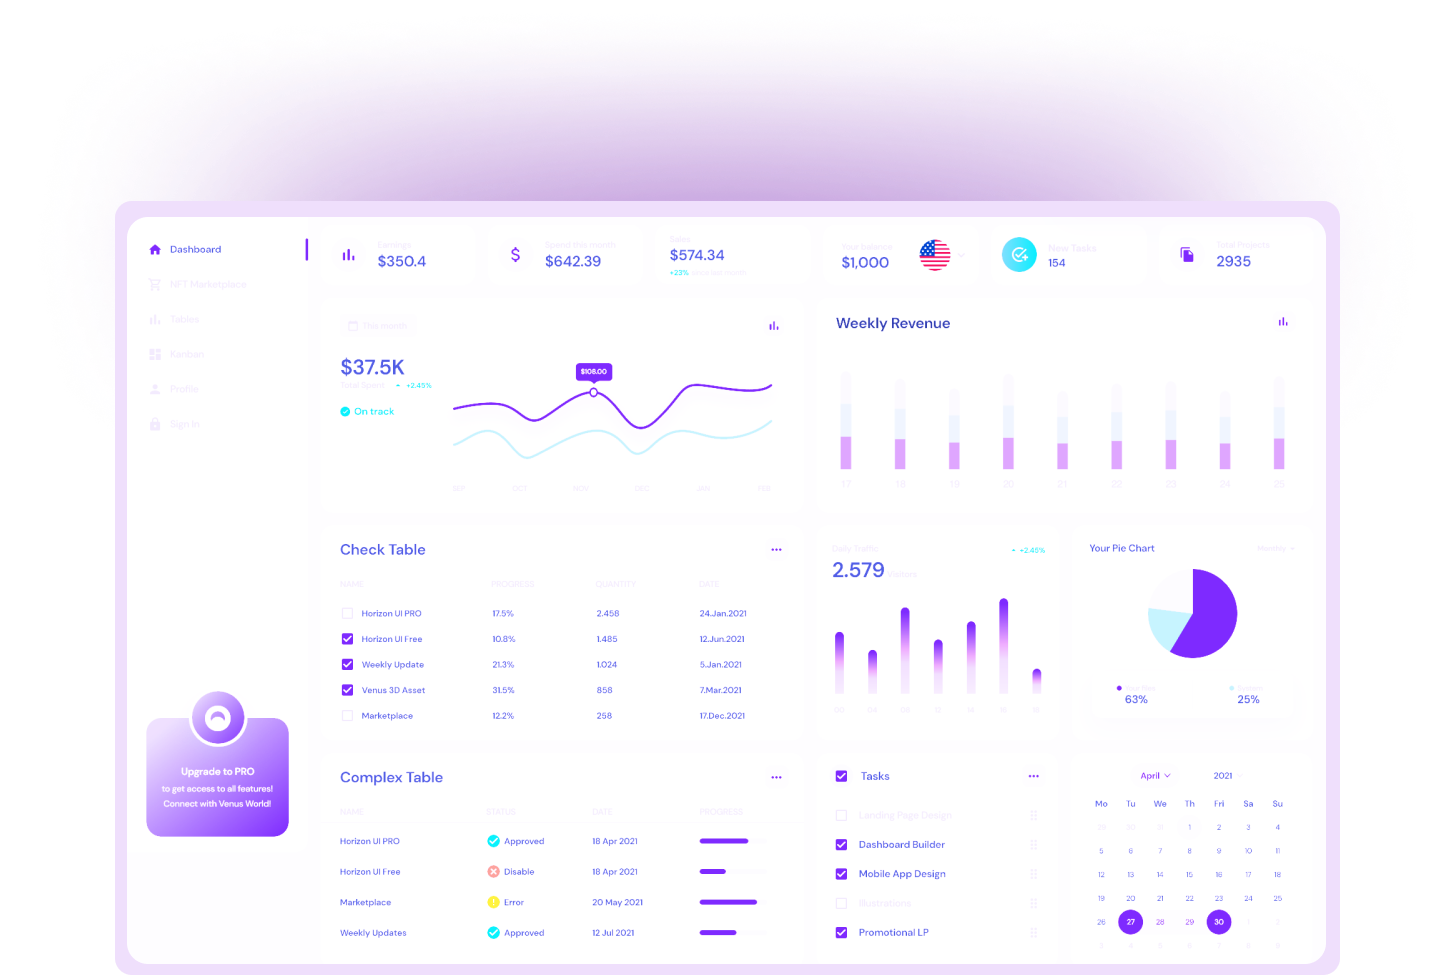 Dashboard
NFT Marketplace
Tables
Kanban
Profile
Sign In
Upgrade to PRO
to get access to all features!
Connect with Venus World!
Earnings
$350.4
Spend this month
$642.39
Sales
$574.34
+23%
Your balance
$1,000
New Tasks
154
Total Projects
2935
This month
$37.5K
Total Spent
+2.45%
On track
$108.00
SEP OCT NOV DEC JAN FEB
Weekly Revenue
17 18 19 20 21 22 23 24 25
Check Table
NAME PROGRESS QUANTITY DATE
Horizon UI PRO 17.5% 2.458 24.Jan.2021
Horizon UI Free 10.8% 1.485 12.Jun.2021
Weekly Update 21.3% 1.024 5.Jan.2021
Venus 3D Asset 31.5% 858 7.Mar.2021
Marketplace 12.2% 258 17.Dec.2021
Daily Traffic
2.579 Visitors
+2.45%
00 04 08 12 14 16 18
Your Pie Chart
Monthly
63%
25%
Complex Table
NAME STATUS DATE PROGRESS
Horizon UI PRO Approved 18 Apr 2021
Horizon UI Free Disable 18 Apr 2021
Marketplace Error 20 May 2021
Weekly Updates Approved 12 Jul 2021
Tasks
Landing Page Design
Dashboard Builder
Mobile App Design
Illustrations
Promotional LP
April 2021
Mo Tu We Th Fri Sa Su
29 30 31 1 2 3 4
5 6 7 8 9 10 11
12 13 14 15 16 17 18
19 20 21 22 23 24 25
26 27 28 29 30 1 2
3 4 5 6 7 8 9